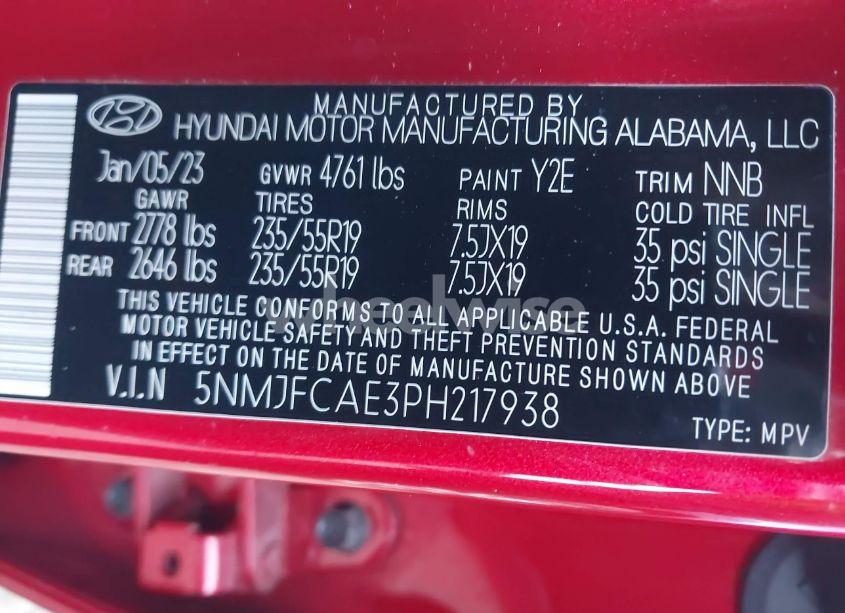 MANUFACTURED BY
HYUNDAI MOTOR MANUFACTURING ALABAMA, LLC
Jan/05/23 GVWR 4761 lbs PAINT Y2E TRIM NNB
GAWR TIRES RIMS COLD TIRE INFL
FRONT 2778 lbs 235/55R19 7.5JX19 35 psi SINGLE
REAR 2646 lbs 235/55R19 7.5JX19 35 psi SINGLE
THIS VEHICLE CONFORMS TO ALL APPLICABLE U.S.A. FEDERAL
MOTOR VEHICLE SAFETY AND THEFT PREVENTION STANDARDS
IN EFFECT ON THE DATE OF MANUFACTURE SHOWN ABOVE
V.I.N 5NMJFCAE3PH217938
TYPE: MPV